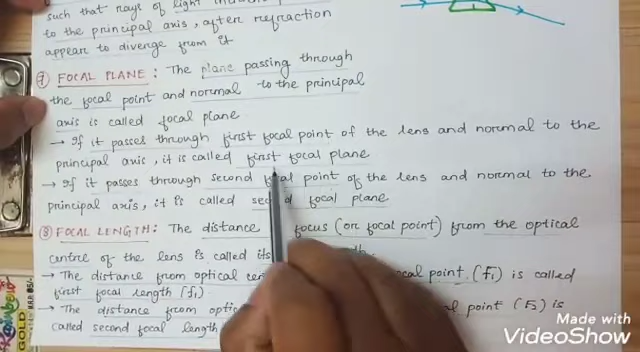 such that rays of light
to the principal axis, after refraction
appear to diverge from it
⑦ FOCAL PLANE: The plane passing through
the focal point and normal to the principal
axis is called focal plane
→ If it passes through first focal point of the lens and normal to the
principal axis, it is called first focal plane
→ If it passes through second focal point of the lens and normal to the
principal axis, it is called second focal plane
⑧ FOCAL LENGTH: The distance focus (or focal point) from the optical
centre of the lens is called its
→ The distance from optical focal point (f₁) is called
first focal length (f₁).
→ The distance from point (F₂) is
called second focal length
GOLD
Made with
VideoShow